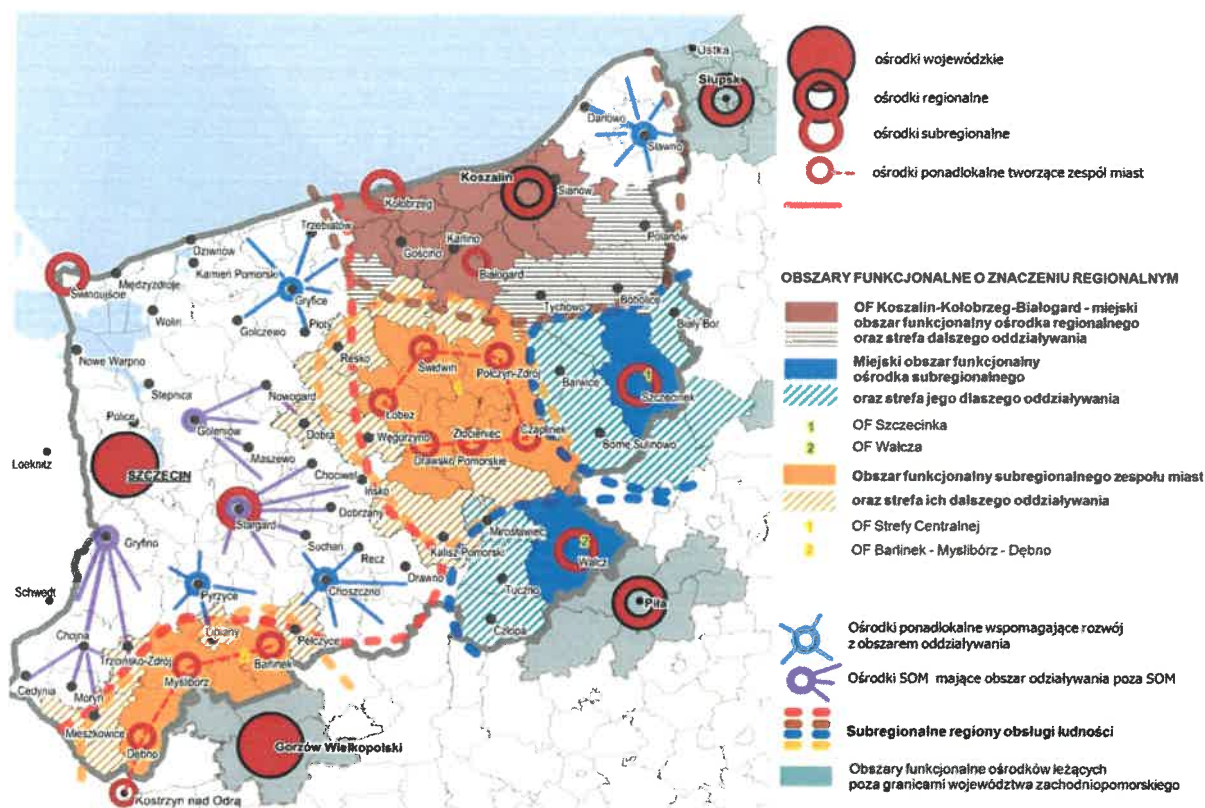 Ustka
Słupsk
Darłowo
Sławno
Koszalin
Sianów
Kołobrzeg
Trzebiatów
Gościno
Karlino
Białogard
Polanów
Dziwnów
Kamień Pomorski
Międzyzdroje
Świnoujście
Gryfice
Wolin
Golczewo
Płoty
Tychowo
Bobolice
Biały Bór
Nowe Warpno
Resko
Świdwin
Połczyn-Zdrój
Barwice
Szczecinek
1
Stepnica
Nowogard
Łobez
Police
Goleniów
Dobra
Węgorzyno
Złocieniec
Czaplinek
Borne Sulinowo
Maszewo
Drawsko Pomorskie
Loeknitz
SZCZECIN
Chociwel
Ińsko
Dobrzany
Stargard
Mirosławiec
Suchań
Kalisz Pomorski
2
Wałcz
Gryfino
Recz
Drawno
Schwedt
Pyrzyce
Choszczno
Tuczno
Piła
Człopa
Chojna
Lipiany
Pełczyce
Trzcińsko-Zdrój
Barlinek
Myślibórz
Cedynia
Moryń
Mieszkowice
Dębno
Gorzów Wielkopolski
Kostrzyn nad Odrą
ośrodki wojewódzkie
ośrodki regionalne
ośrodki subregionalne
ośrodki ponadlokalne tworzące zespół miast
OBSZARY FUNKCJONALNE O ZNACZENIU REGIONALNYM
OF Koszalin-Kołobrzeg-Białogard - miejski
obszar funkcjonalny ośrodka regionalnego
oraz strefa dalszego oddziaływania
Miejski obszar funkcjonalny
ośrodka subregionalnego
oraz strefa jego dlaszego oddziaływania
1 OF Szczecinka
2 OF Wałcza
Obszar funkcjonalny subregionalnego zespołu miast
oraz strefa ich dalszego oddziaływania
1 OF Strefy Centralnej
2 OF Barlinek - Myślibórz - Dębno
Ośrodki ponadlokalne wspomagające rozwój
z obszarem oddziaływania
Ośrodki SOM mające obszar odziaływania poza SOM
Subregionalne regiony obsługi ludności
Obszary funkcjonalne ośrodków leżących
poza granicami województwa zachodniopomorskiego